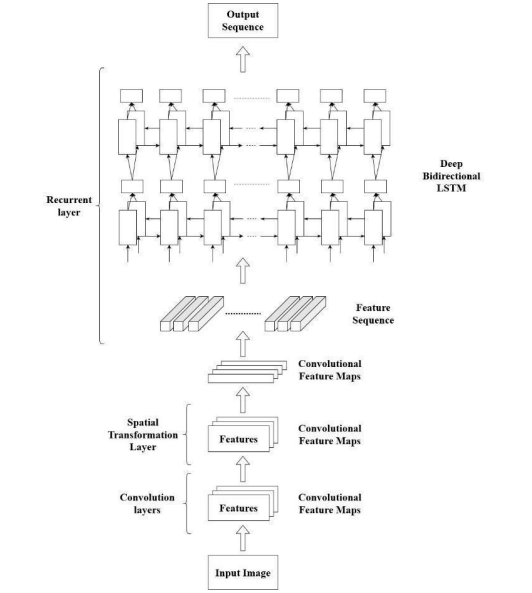 Output
Sequence
Recurrent
layer
Deep
Bidirectional
LSTM
Feature
Sequence
Convolutional
Feature Maps
Spatial
Transformation
Layer
Features
Convolutional
Feature Maps
Convolution
layers
Features
Convolutional
Feature Maps
Input Image